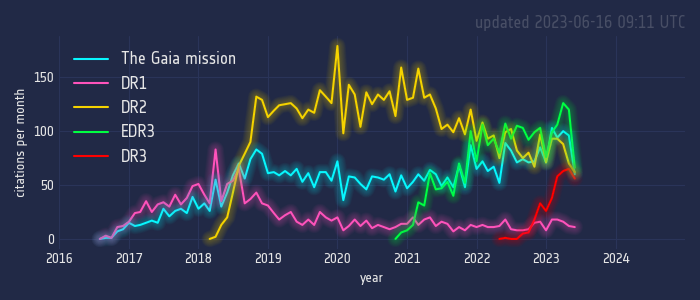 updated 2023-06-16 09:11 UTC
The Gaia mission
DR1
DR2
EDR3
DR3
citations per month
150
100
50
0
2016 2017 2018 2019 2020 2021 2022 2023 2024
year